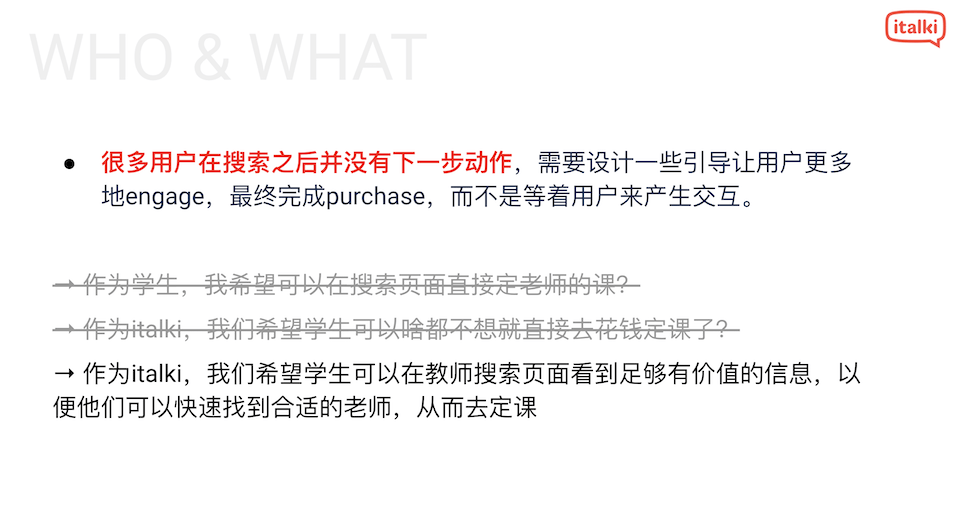 WHO & WHAT
italki
● 很多用户在搜索之后并没有下一步动作，需要设计一些引导让用户更多
地engage，最终完成purchase，而不是等着用户来产生交互。
→ 作为学生，我希望可以在搜索页面直接定老师的课？
→ 作为italki，我们希望学生可以啥都不想就直接去花钱定课了？
→ 作为italki，我们希望学生可以在教师搜索页面看到足够有价值的信息，以
便他们可以快速找到合适的老师，从而去定课